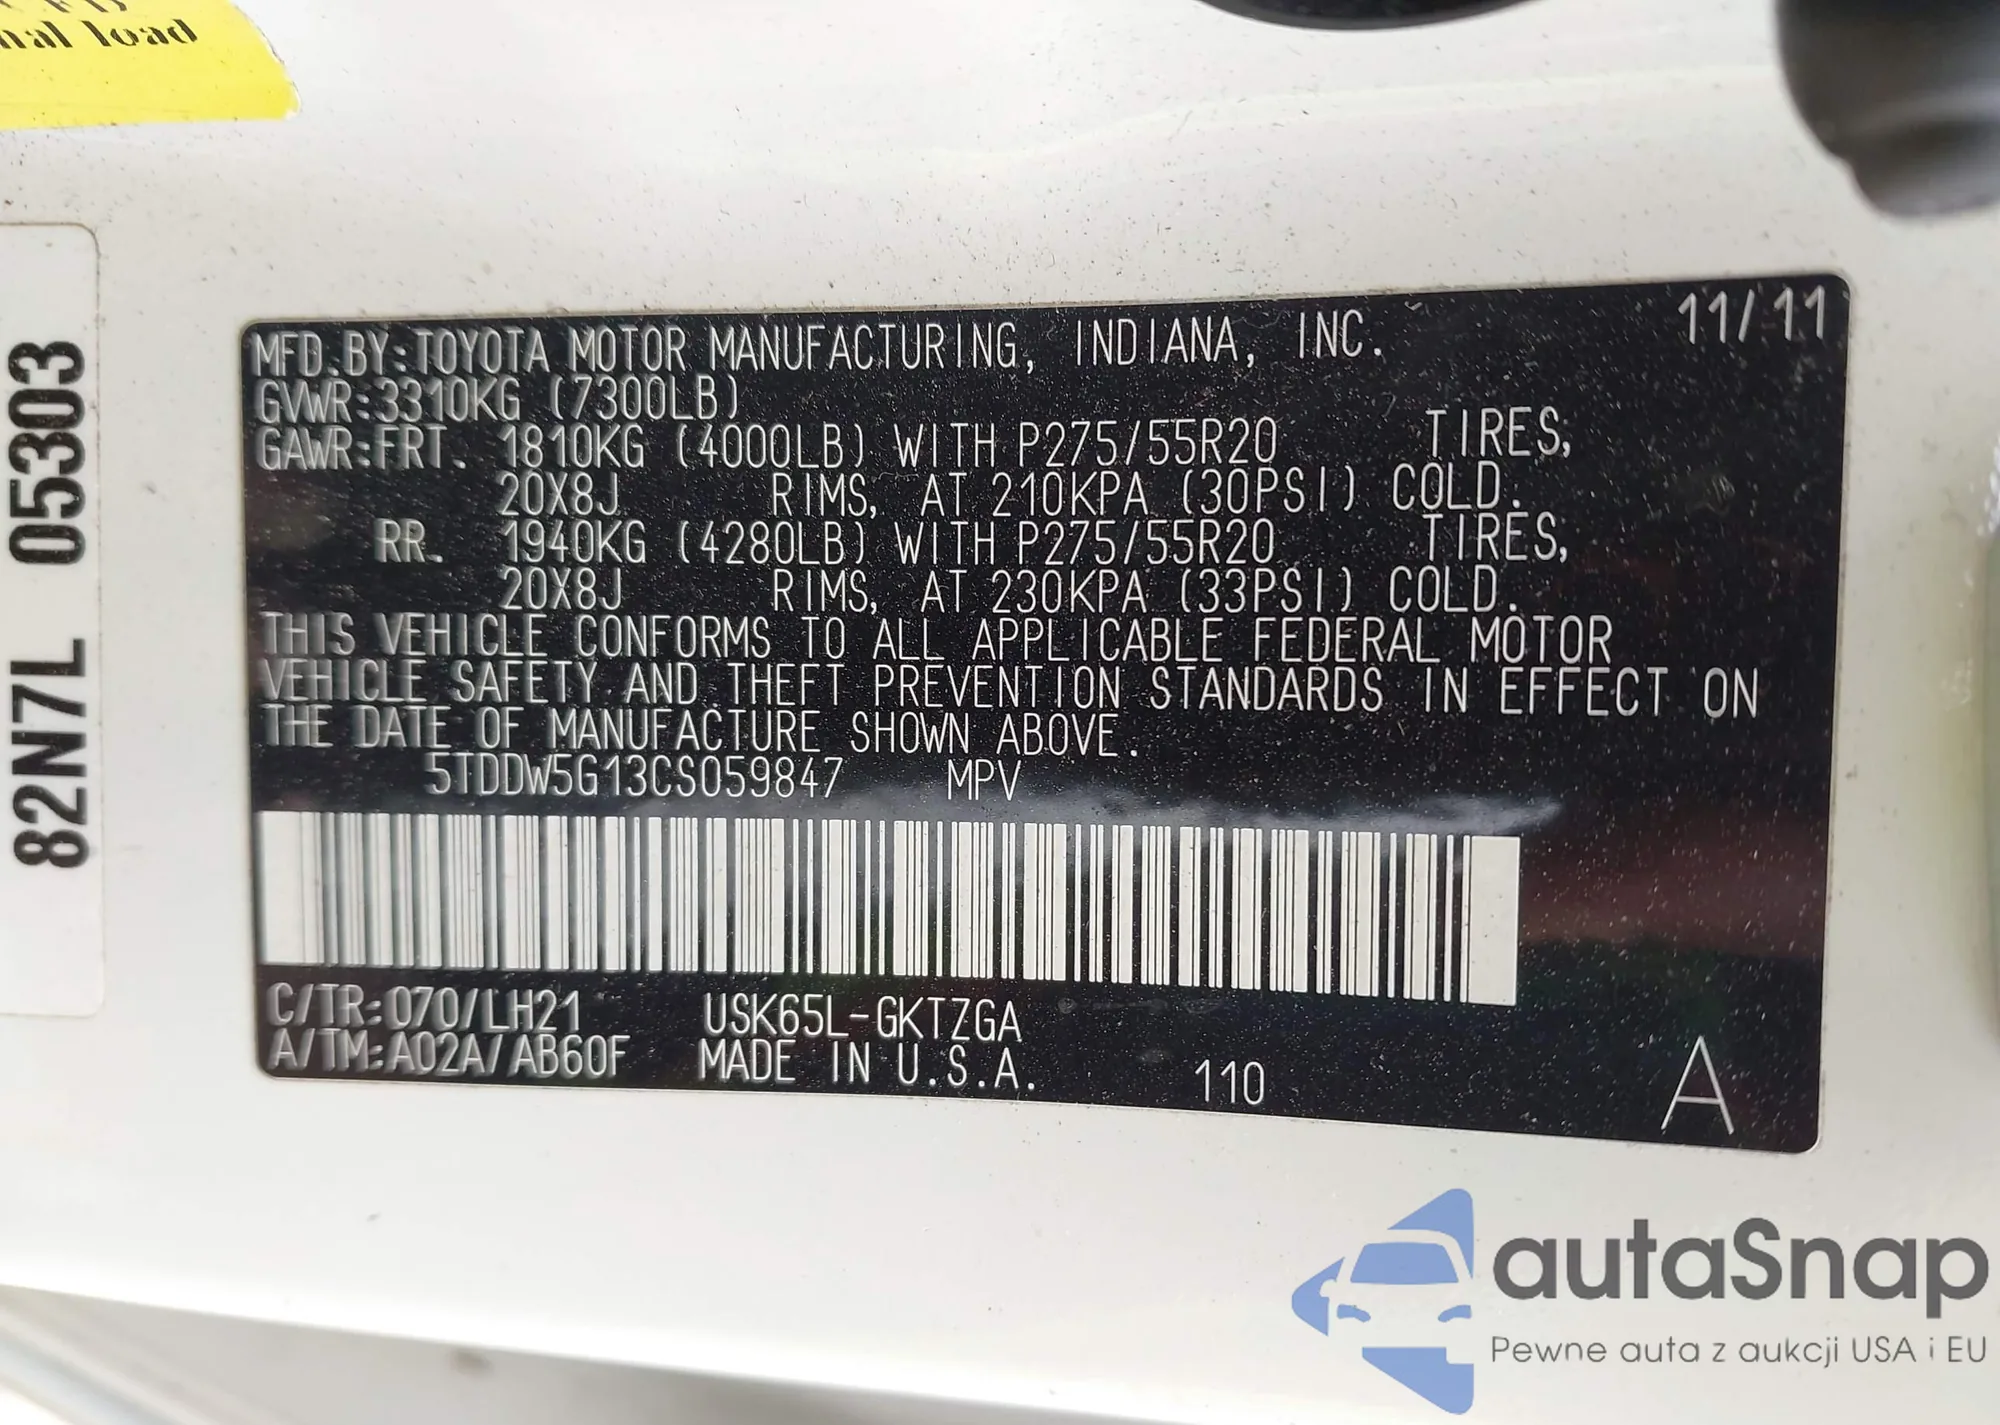 nal load
82N7L 05303
MFD.BY:TOYOTA MOTOR MANUFACTURING, INDIANA, INC. 11/11
GVWR:3310KG (7300LB)
GAWR:FRT. 1810KG (4000LB) WITH P275/55R20 TIRES,
20X8J RIMS, AT 210KPA (30PSI) COLD.
RR. 1940KG (4280LB) WITH P275/55R20 TIRES,
20X8J RIMS, AT 230KPA (33PSI) COLD.
THIS VEHICLE CONFORMS TO ALL APPLICABLE FEDERAL MOTOR
VEHICLE SAFETY AND THEFT PREVENTION STANDARDS IN EFFECT ON
THE DATE OF MANUFACTURE SHOWN ABOVE.
5TDDW5G13CS059847 MPV
C/TR:070/LH21 USK65L-GKTZGA
A/TM:A02A/AB60F MADE IN U.S.A. 110 A
autaSnap
Pewne auta z aukcji USA i EU